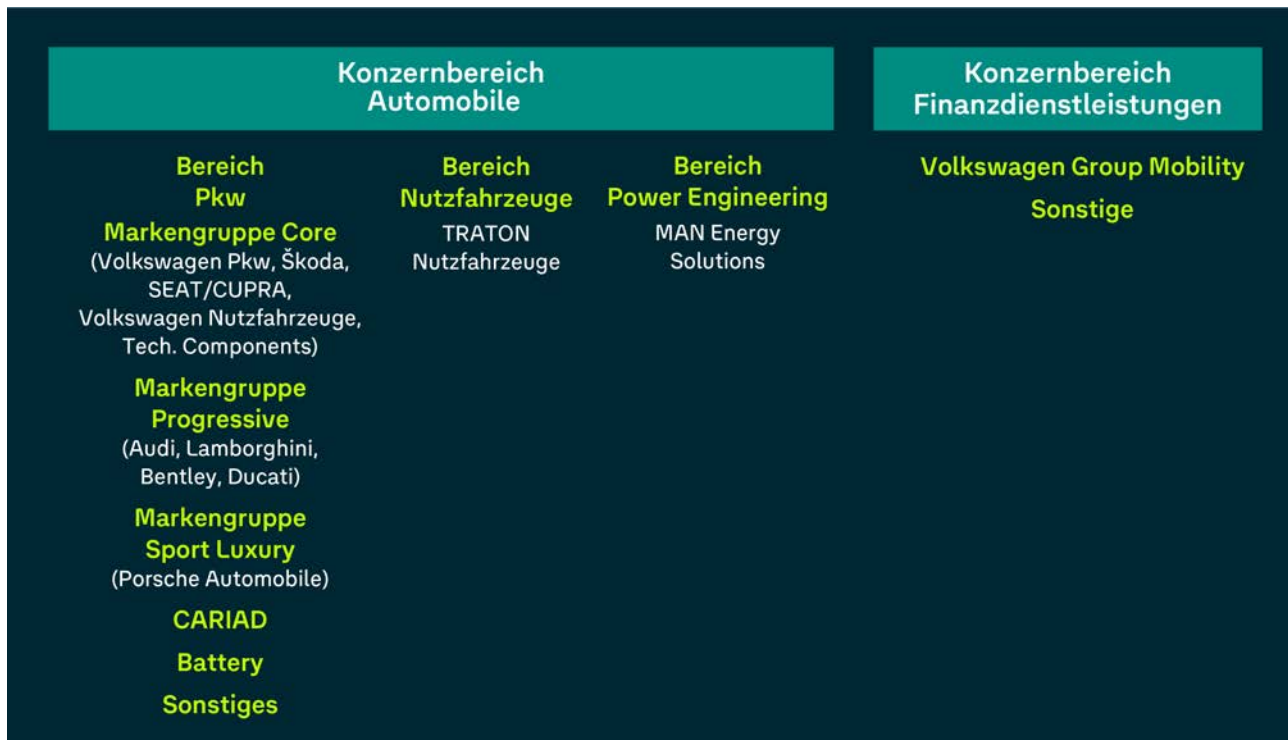 Konzernbereich
Automobile
Bereich
Pkw
Markengruppe Core
(Volkswagen Pkw, Škoda,
SEAT/CUPRA,
Volkswagen Nutzfahrzeuge,
Tech. Components)
Markengruppe
Progressive
(Audi, Lamborghini,
Bentley, Ducati)
Markengruppe
Sport Luxury
(Porsche Automobile)
CARIAD
Battery
Sonstiges
Bereich
Nutzfahrzeuge
TRATON
Nutzfahrzeuge
Bereich
Power Engineering
MAN Energy
Solutions
Konzernbereich
Finanzdienstleistungen
Volkswagen Group Mobility
Sonstige